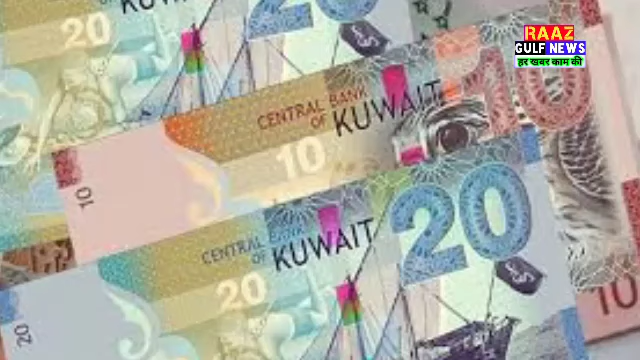 KUWAIT
20
20
RAAZ
GULF NEWS
हर खबर काम की
CENTRAL BANK
OF KUWAIT
10
10
10
CENTRAL BANK
OF KUWAIT
20
20
20
10